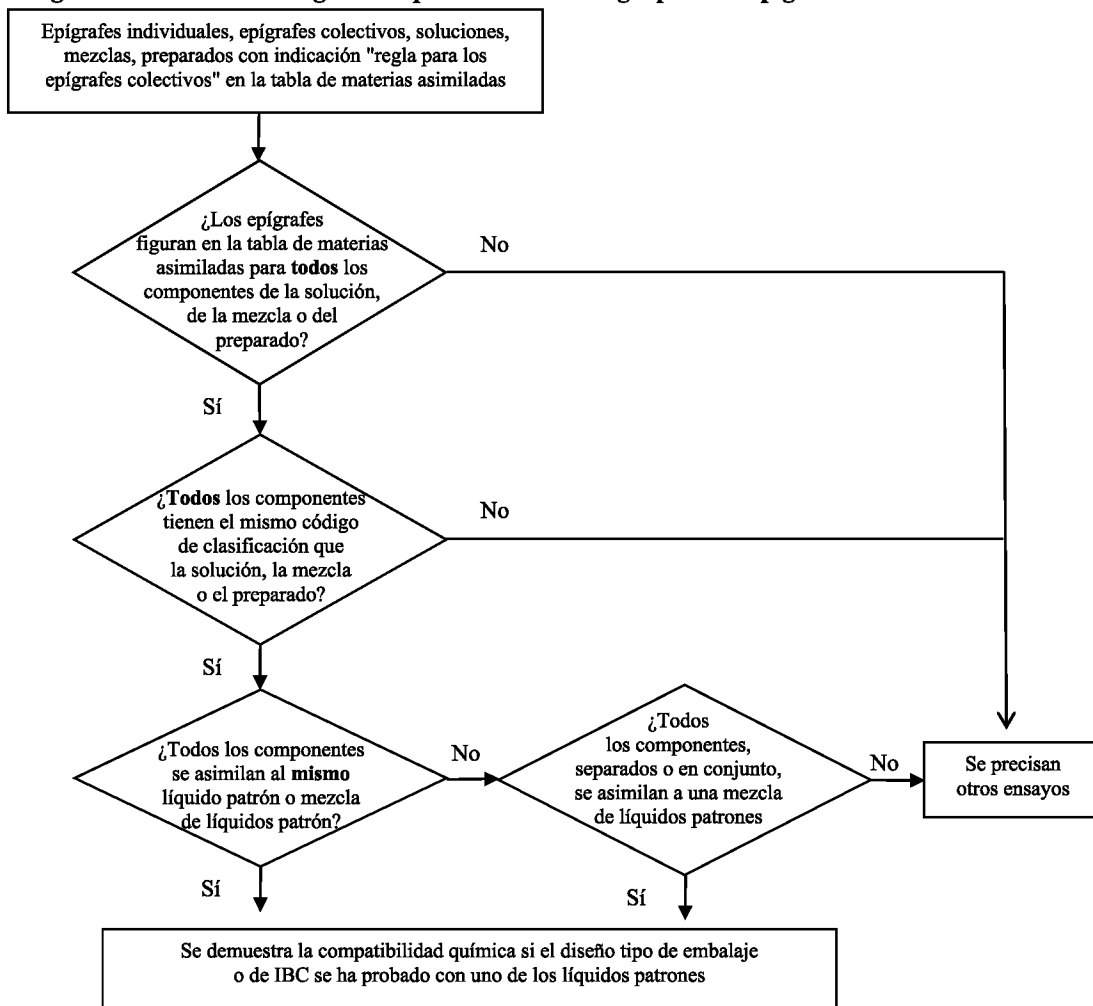 Epígrafes individuales, epígrafes colectivos, soluciones,
mezclas, preparados con indicación "regla para los
epígrafes colectivos" en la tabla de materias asimiladas
¿Los epígrafes
figuran en la tabla de materias
asimiladas para todos los
componentes de la solución,
de la mezcla o del
preparado?
No
Sí
¿Todos los componentes
tienen el mismo código
de clasificación que
la solución, la mezcla
o el preparado?
No
Sí
¿Todos los componentes
se asimilan al mismo
líquido patrón o mezcla
de líquidos patrón?
No
¿Todos
los componentes,
separados o en conjunto,
se asimilan a una mezcla
de líquidos patrones
No
Se precisan
otros ensayos
Sí
Sí
Se demuestra la compatibilidad química si el diseño tipo de embalaje
o de IBC se ha probado con uno de los líquidos patrones